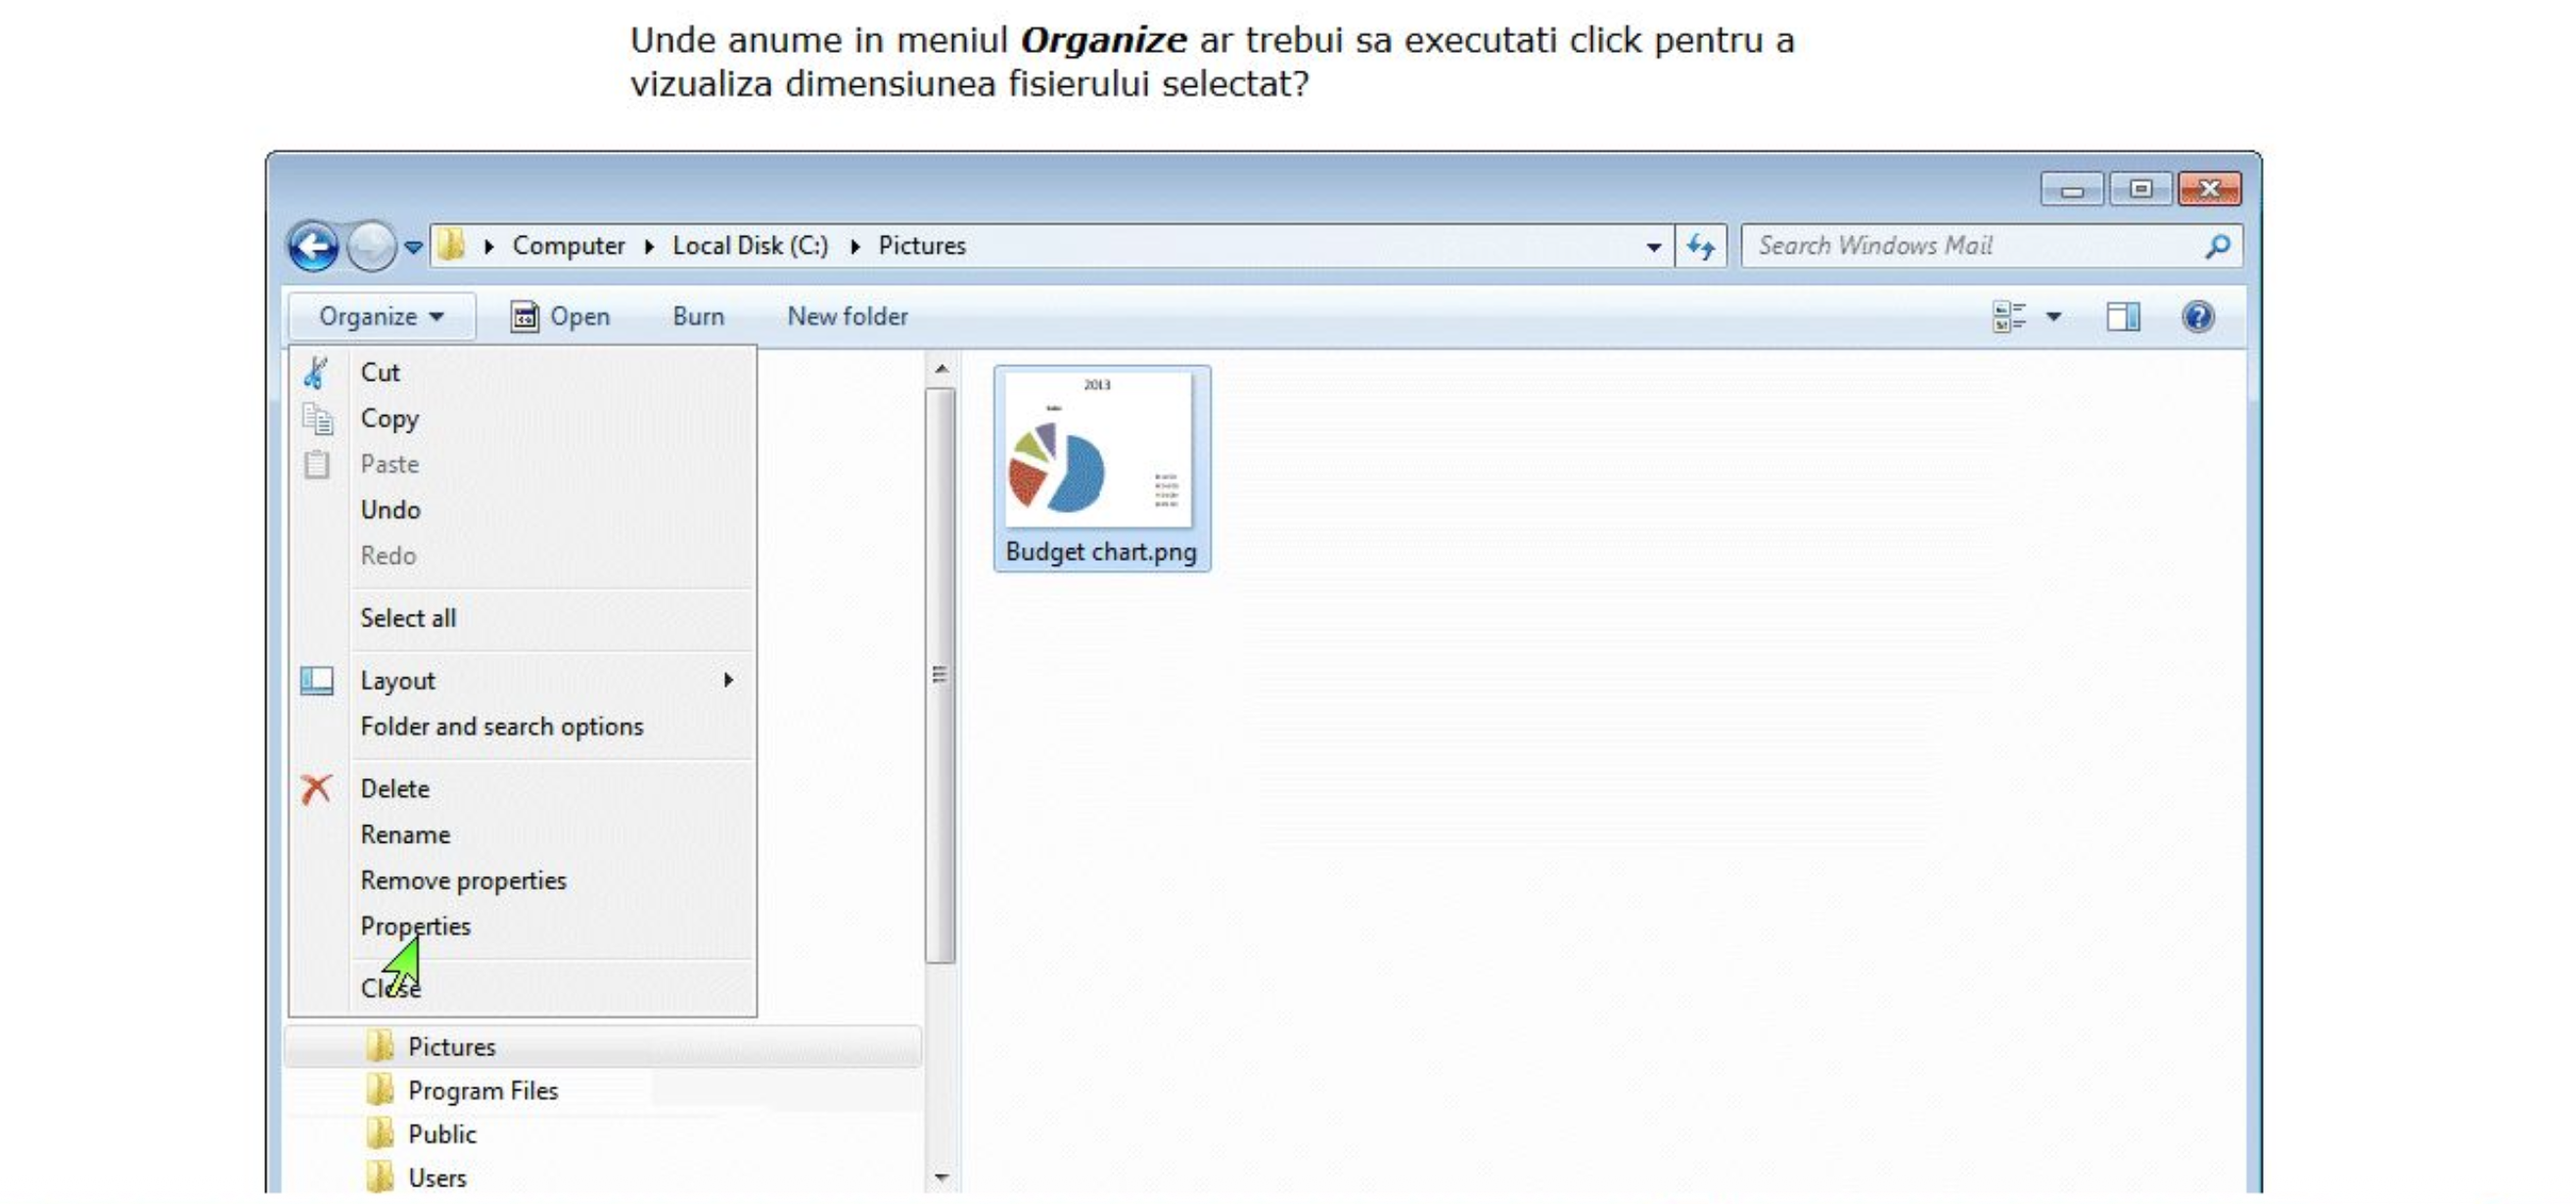 Unde anume in meniul Organize ar trebui sa executati click pentru a
vizualiza dimensiunea fisierului selectat?
Computer Local Disk (C:) Pictures
Search Windows Mail
Organize Open Burn New folder
Cut
Copy
Paste
Undo
Redo
Select all
Layout
Folder and search options
Delete
Rename
Remove properties
Properties
Close
Pictures
Program Files
Public
Users
2013
Budget chart.png